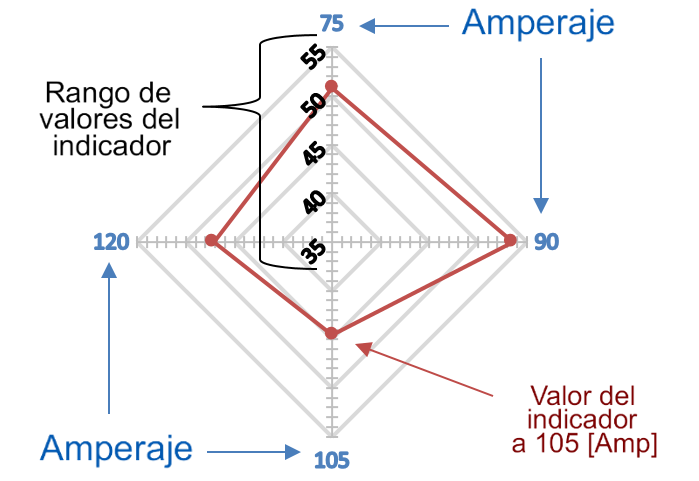 75
Amperaje
55
Rango de
valores del
indicador
50
45
40
120
35
90
Valor del
indicador
a 105 [Amp]
Amperaje
105